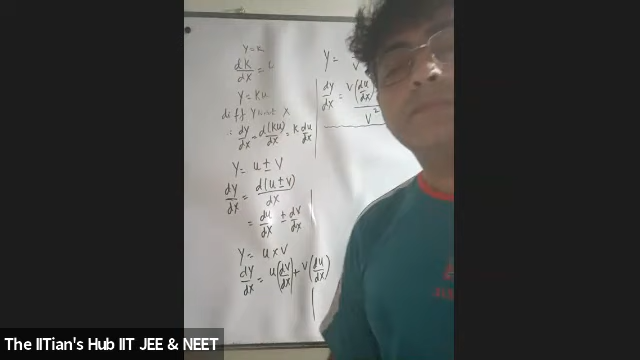 Y = k
dk/dx = 
Y = Ku
diff Y wrt X
∴ dy/dx = d(Ku)/dx = K du/dx
Y = u ± V
dy/dx = d(u ± v)/dx
= du/dx ± dv/dx
Y = u × V
dy/dx = u(dv/dx) + V(du/dx)
Y =
V
dy/dx = V(du/dx)
V²
The IITian's Hub IIT JEE & NEET